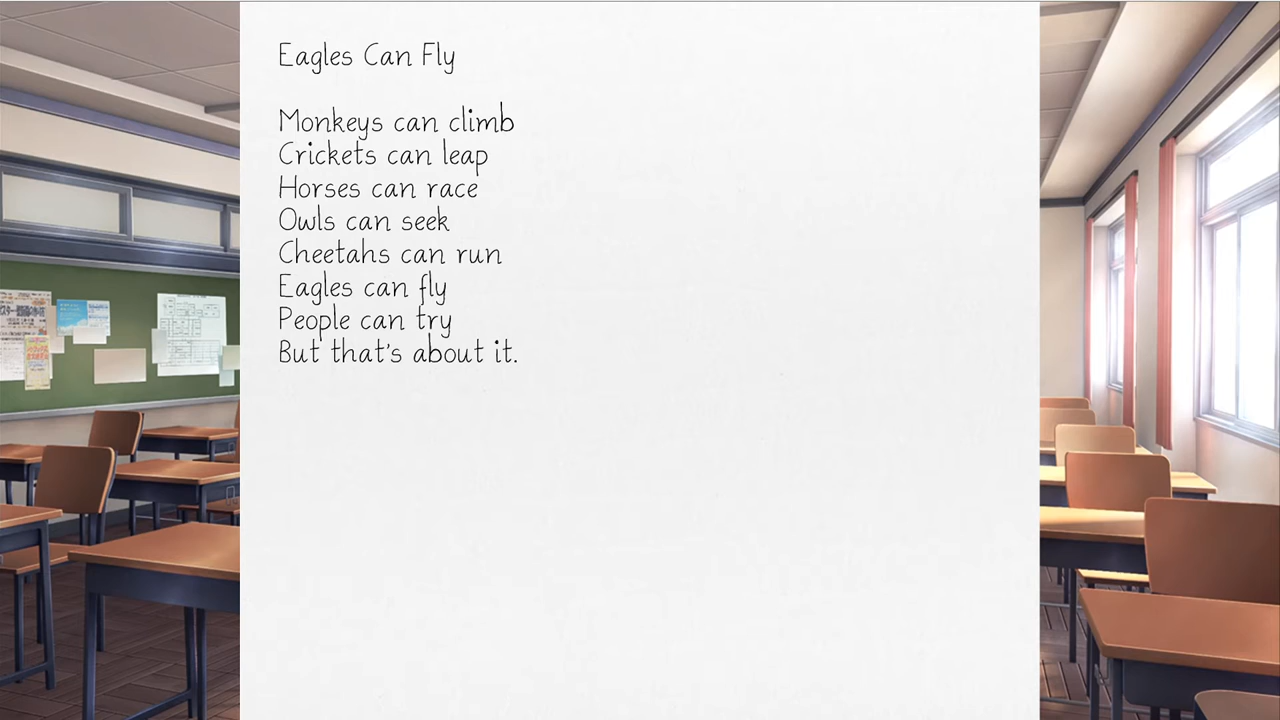 Eagles Can Fly
Monkeys can climb
Crickets can leap
Horses can race
Owls can seek
Cheetahs can run
Eagles can fly
People can try
But that's about it.